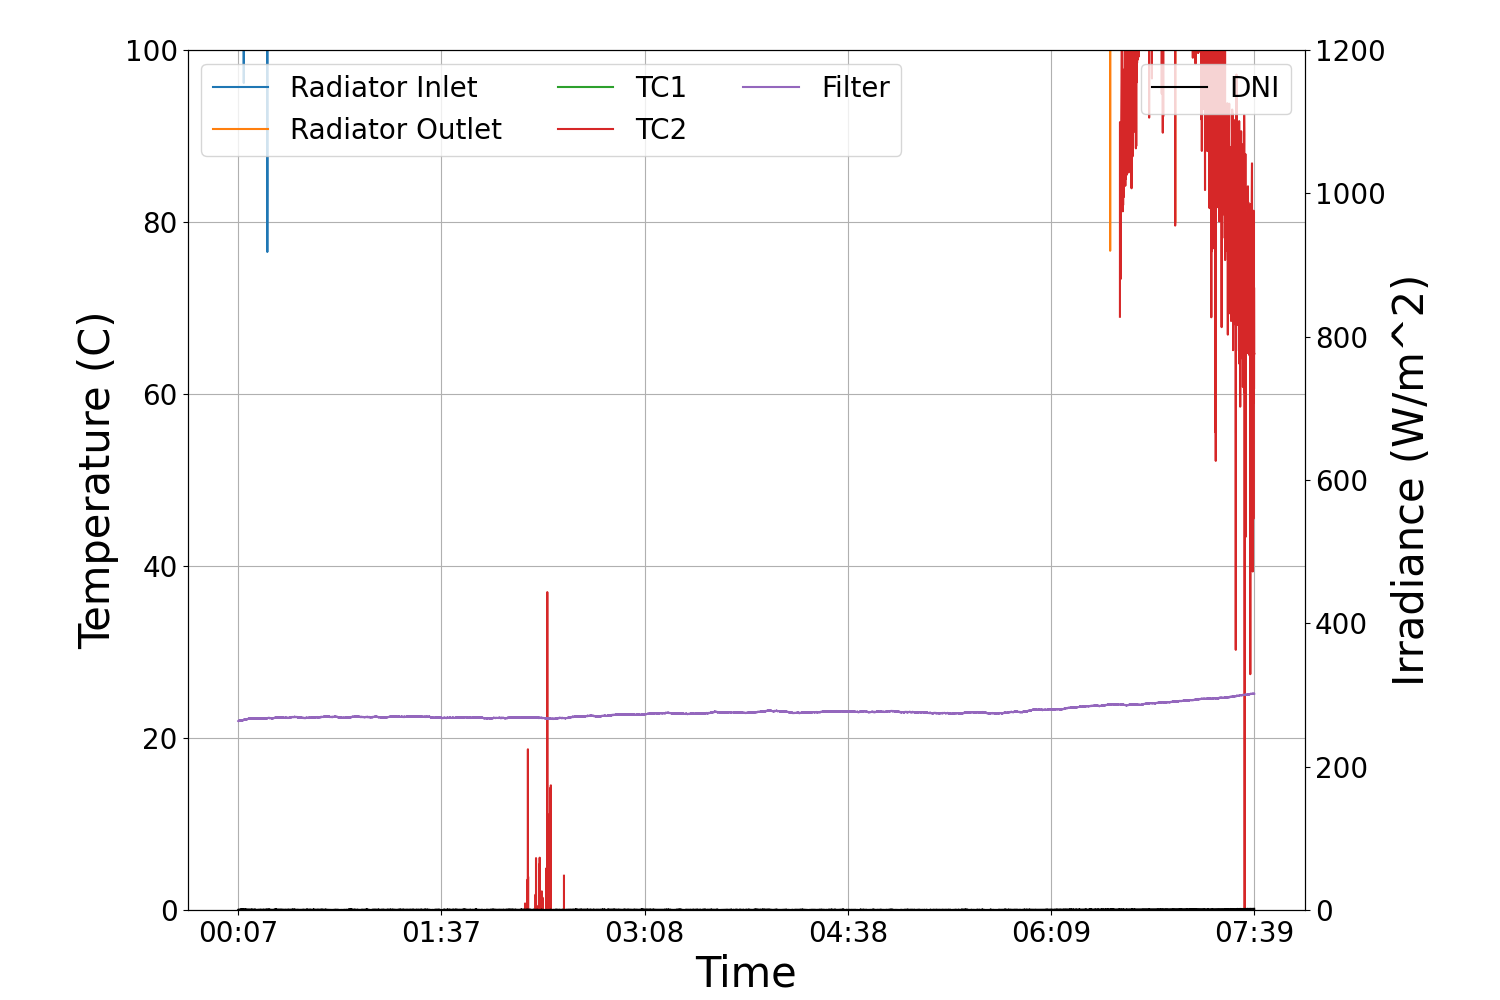 100
80
60
40
20
0
Temperature (C)
Radiator Inlet
Radiator Outlet
TC1
TC2
Filter
DNI
1200
1000
800
600
400
200
0
Irradiance (W/m^2)
00:07 01:37 03:08 04:38 06:09 07:39
Time